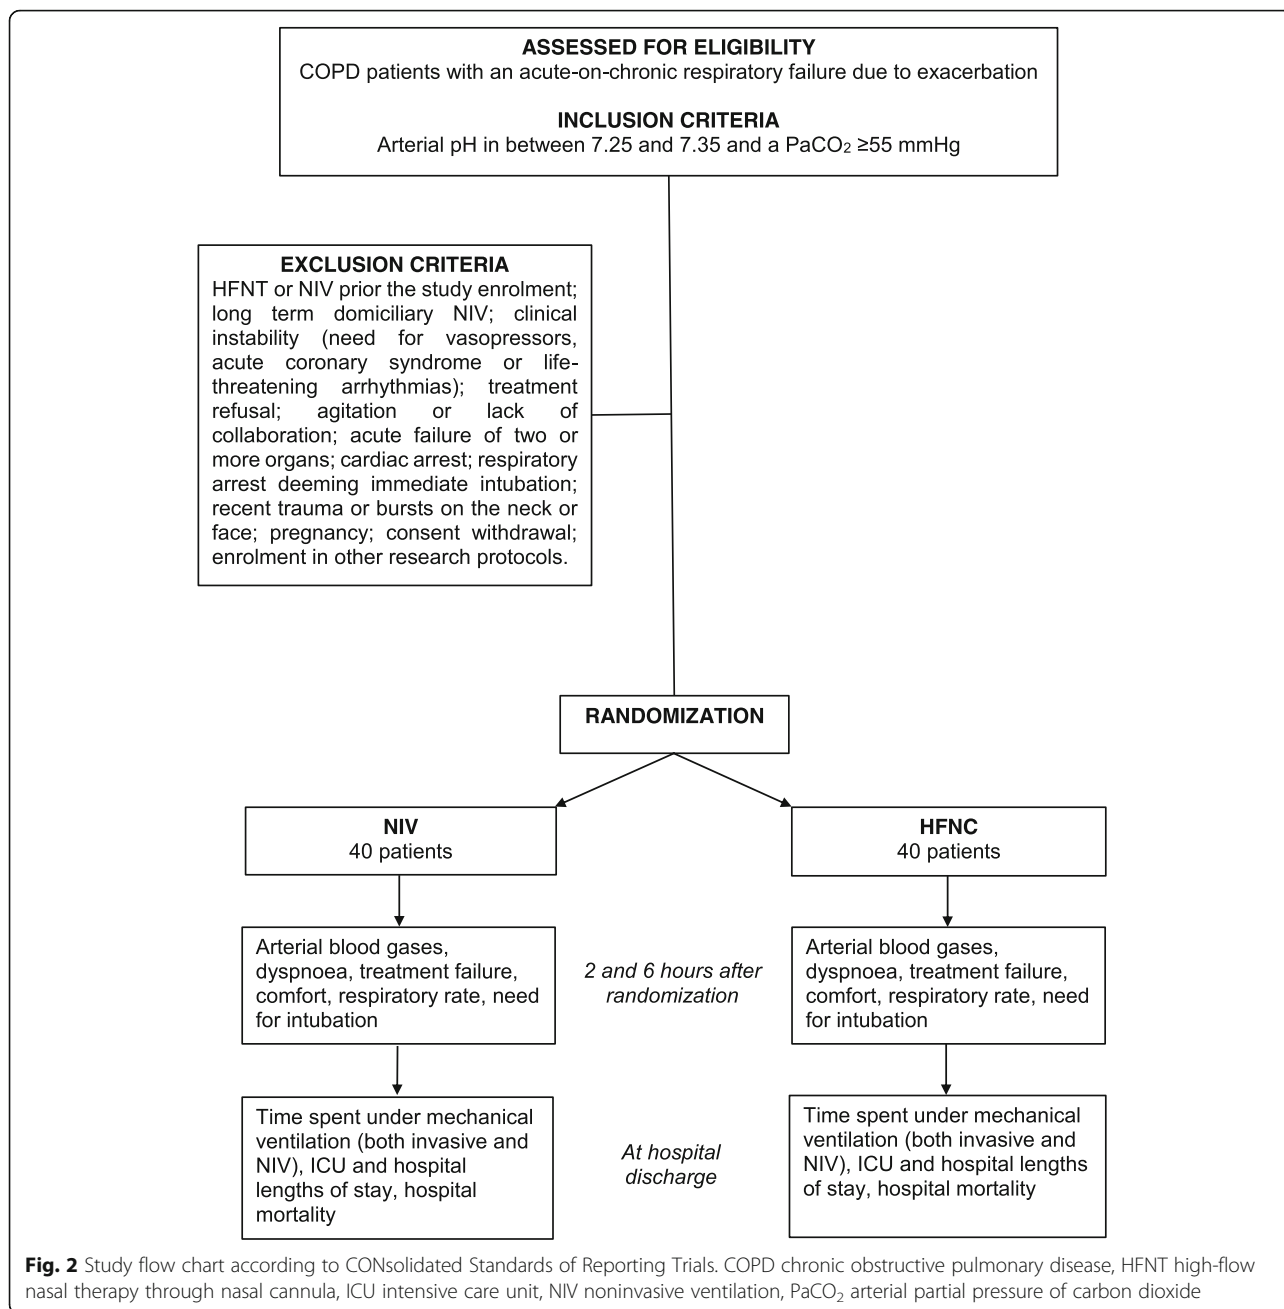 ASSESSED FOR ELIGIBILITY
COPD patients with an acute-on-chronic respiratory failure due to exacerbation
INCLUSION CRITERIA
Arterial pH in between 7.25 and 7.35 and a PaCO₂ ≥55 mmHg
EXCLUSION CRITERIA
HFNT or NIV prior the study enrolment;
long term domiciliary NIV; clinical
instability (need for vasopressors,
acute coronary syndrome or life-
threatening arrhythmias); treatment
refusal; agitation or lack of
collaboration; acute failure of two or
more organs; cardiac arrest; respiratory
arrest deeming immediate intubation;
recent trauma or bursts on the neck or
face; pregnancy; consent withdrawal;
enrolment in other research protocols.
RANDOMIZATION
NIV
40 patients
HFNC
40 patients
Arterial blood gases,
dyspnoea, treatment failure,
comfort, respiratory rate, need
for intubation
2 and 6 hours after
randomization
Arterial blood gases,
dyspnoea, treatment failure,
comfort, respiratory rate, need
for intubation
Time spent under mechanical
ventilation (both invasive and
NIV), ICU and hospital
lengths of stay, hospital
mortality
At hospital
discharge
Time spent under mechanical
ventilation (both invasive and
NIV), ICU and hospital lengths
of stay, hospital mortality
Fig. 2 Study flow chart according to CONsolidated Standards of Reporting Trials. COPD chronic obstructive pulmonary disease, HFNT high-flow
nasal therapy through nasal cannula, ICU intensive care unit, NIV noninvasive ventilation, PaCO₂ arterial partial pressure of carbon dioxide